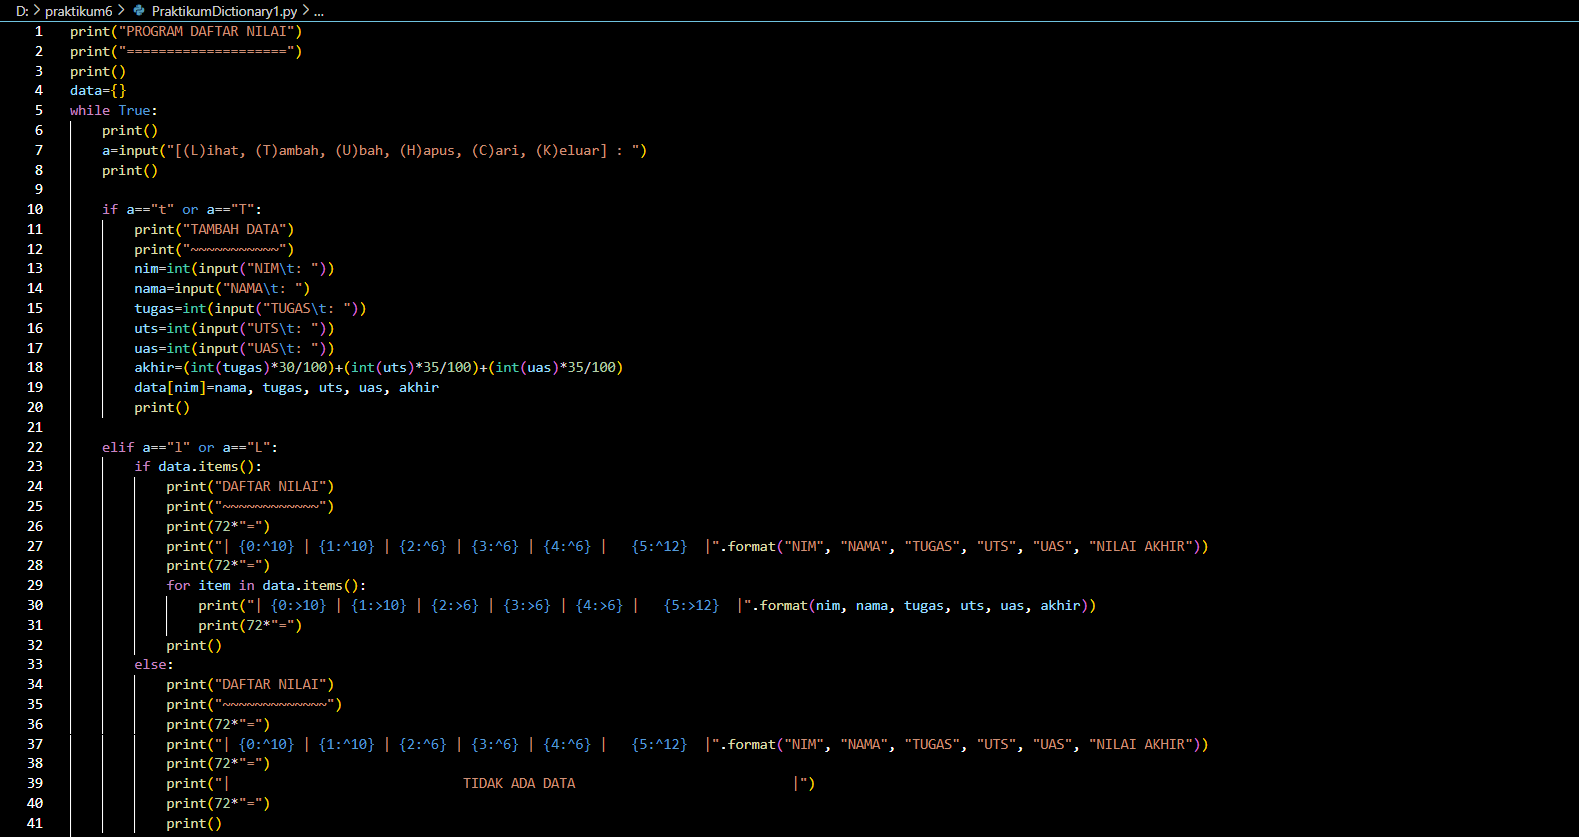 D: > praktikum6 > PraktikumDictionary1.py > ...
1 print("PROGRAM DAFTAR NILAI")
2 print("====================")
3 print()
4 data={}
5 while True:
6     print()
7     a=input("[(L)ihat, (T)ambah, (U)bah, (H)apus, (C)ari, (K)eluar] : ")
8     print()
9
10     if a=="t" or a=="T":
11         print("TAMBAH DATA")
12         print("~~~~~~~~~~~")
13         nim=int(input("NIM\t: "))
14         nama=input("NAMA\t: ")
15         tugas=int(input("TUGAS\t: "))
16         uts=int(input("UTS\t: "))
17         uas=int(input("UAS\t: "))
18         akhir=(int(tugas)*30/100)+(int(uts)*35/100)+(int(uas)*35/100)
19         data[nim]=nama, tugas, uts, uas, akhir
20         print()
21
22     elif a=="l" or a=="L":
23         if data.items():
24             print("DAFTAR NILAI")
25             print("~~~~~~~~~~~~")
26             print(72*"=")
27             print("| {0:^10} | {1:^10} | {2:^6} | {3:^6} | {4:^6} |   {5:^12}  |".format("NIM", "NAMA", "TUGAS", "UTS", "UAS", "NILAI AKHIR"))
28             print(72*"=")
29             for item in data.items():
30                 print("| {0:>10} | {1:>10} | {2:>6} | {3:>6} | {4:>6} |   {5:>12}  |".format(nim, nama, tugas, uts, uas, akhir))
31                 print(72*"=")
32             print()
33         else:
34             print("DAFTAR NILAI")
35             print("~~~~~~~~~~~~~")
36             print(72*"=")
37             print("| {0:^10} | {1:^10} | {2:^6} | {3:^6} | {4:^6} |   {5:^12}  |".format("NIM", "NAMA", "TUGAS", "UTS", "UAS", "NILAI AKHIR"))
38             print(72*"=")
39             print("|                             TIDAK ADA DATA                           |")
40             print(72*"=")
41             print()